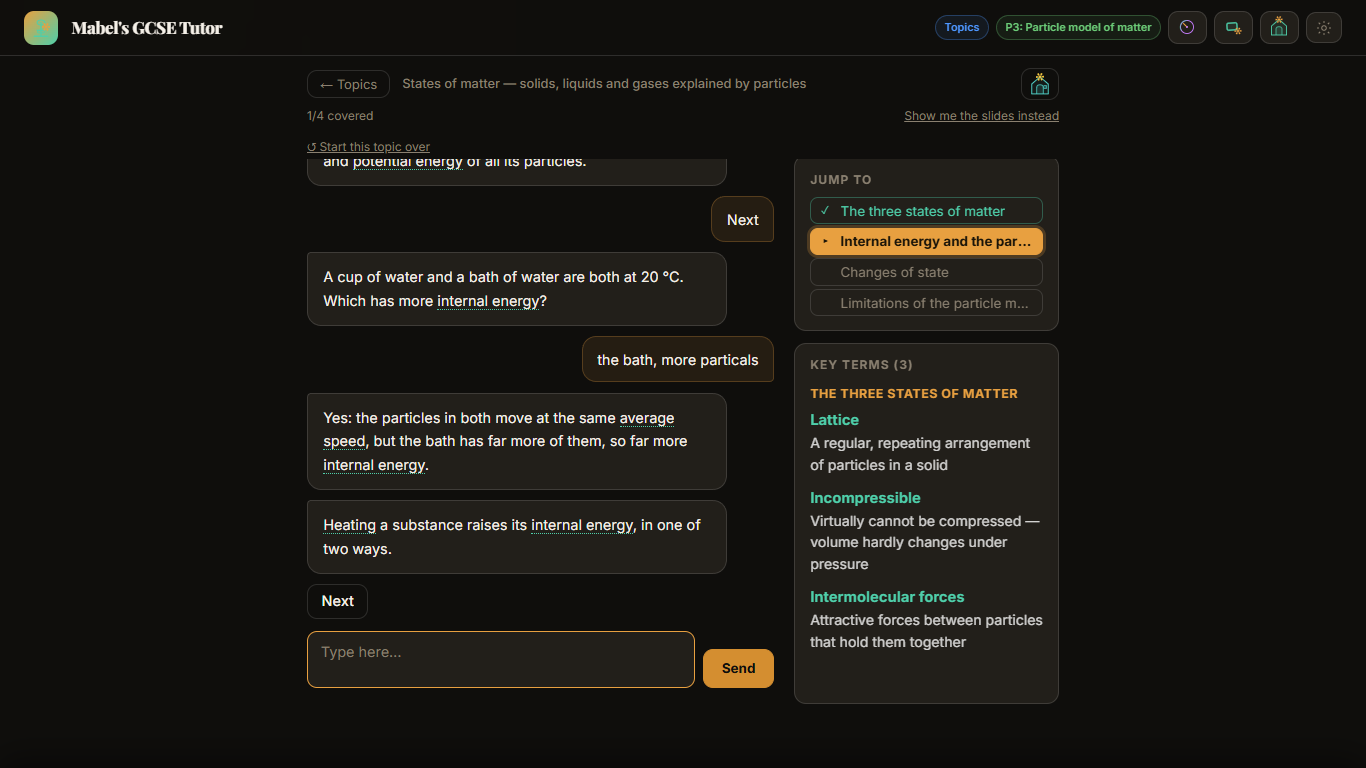 Mabel's GCSE Tutor
Topics
P3: Particle model of matter
← Topics
States of matter — solids, liquids and gases explained by particles
1/4 covered
Show me the slides instead
↺ Start this topic over
and potential energy of all its particles.
Next
A cup of water and a bath of water are both at 20 °C.
Which has more internal energy?
the bath, more particals
Yes: the particles in both move at the same average
speed, but the bath has far more of them, so far more
internal energy.
Heating a substance raises its internal energy, in one of
two ways.
Next
Type here...
Send
JUMP TO
✓ The three states of matter
▸ Internal energy and the par...
Changes of state
Limitations of the particle m...
KEY TERMS (3)
THE THREE STATES OF MATTER
Lattice
A regular, repeating arrangement
of particles in a solid
Incompressible
Virtually cannot be compressed —
volume hardly changes under
pressure
Intermolecular forces
Attractive forces between particles
that hold them together